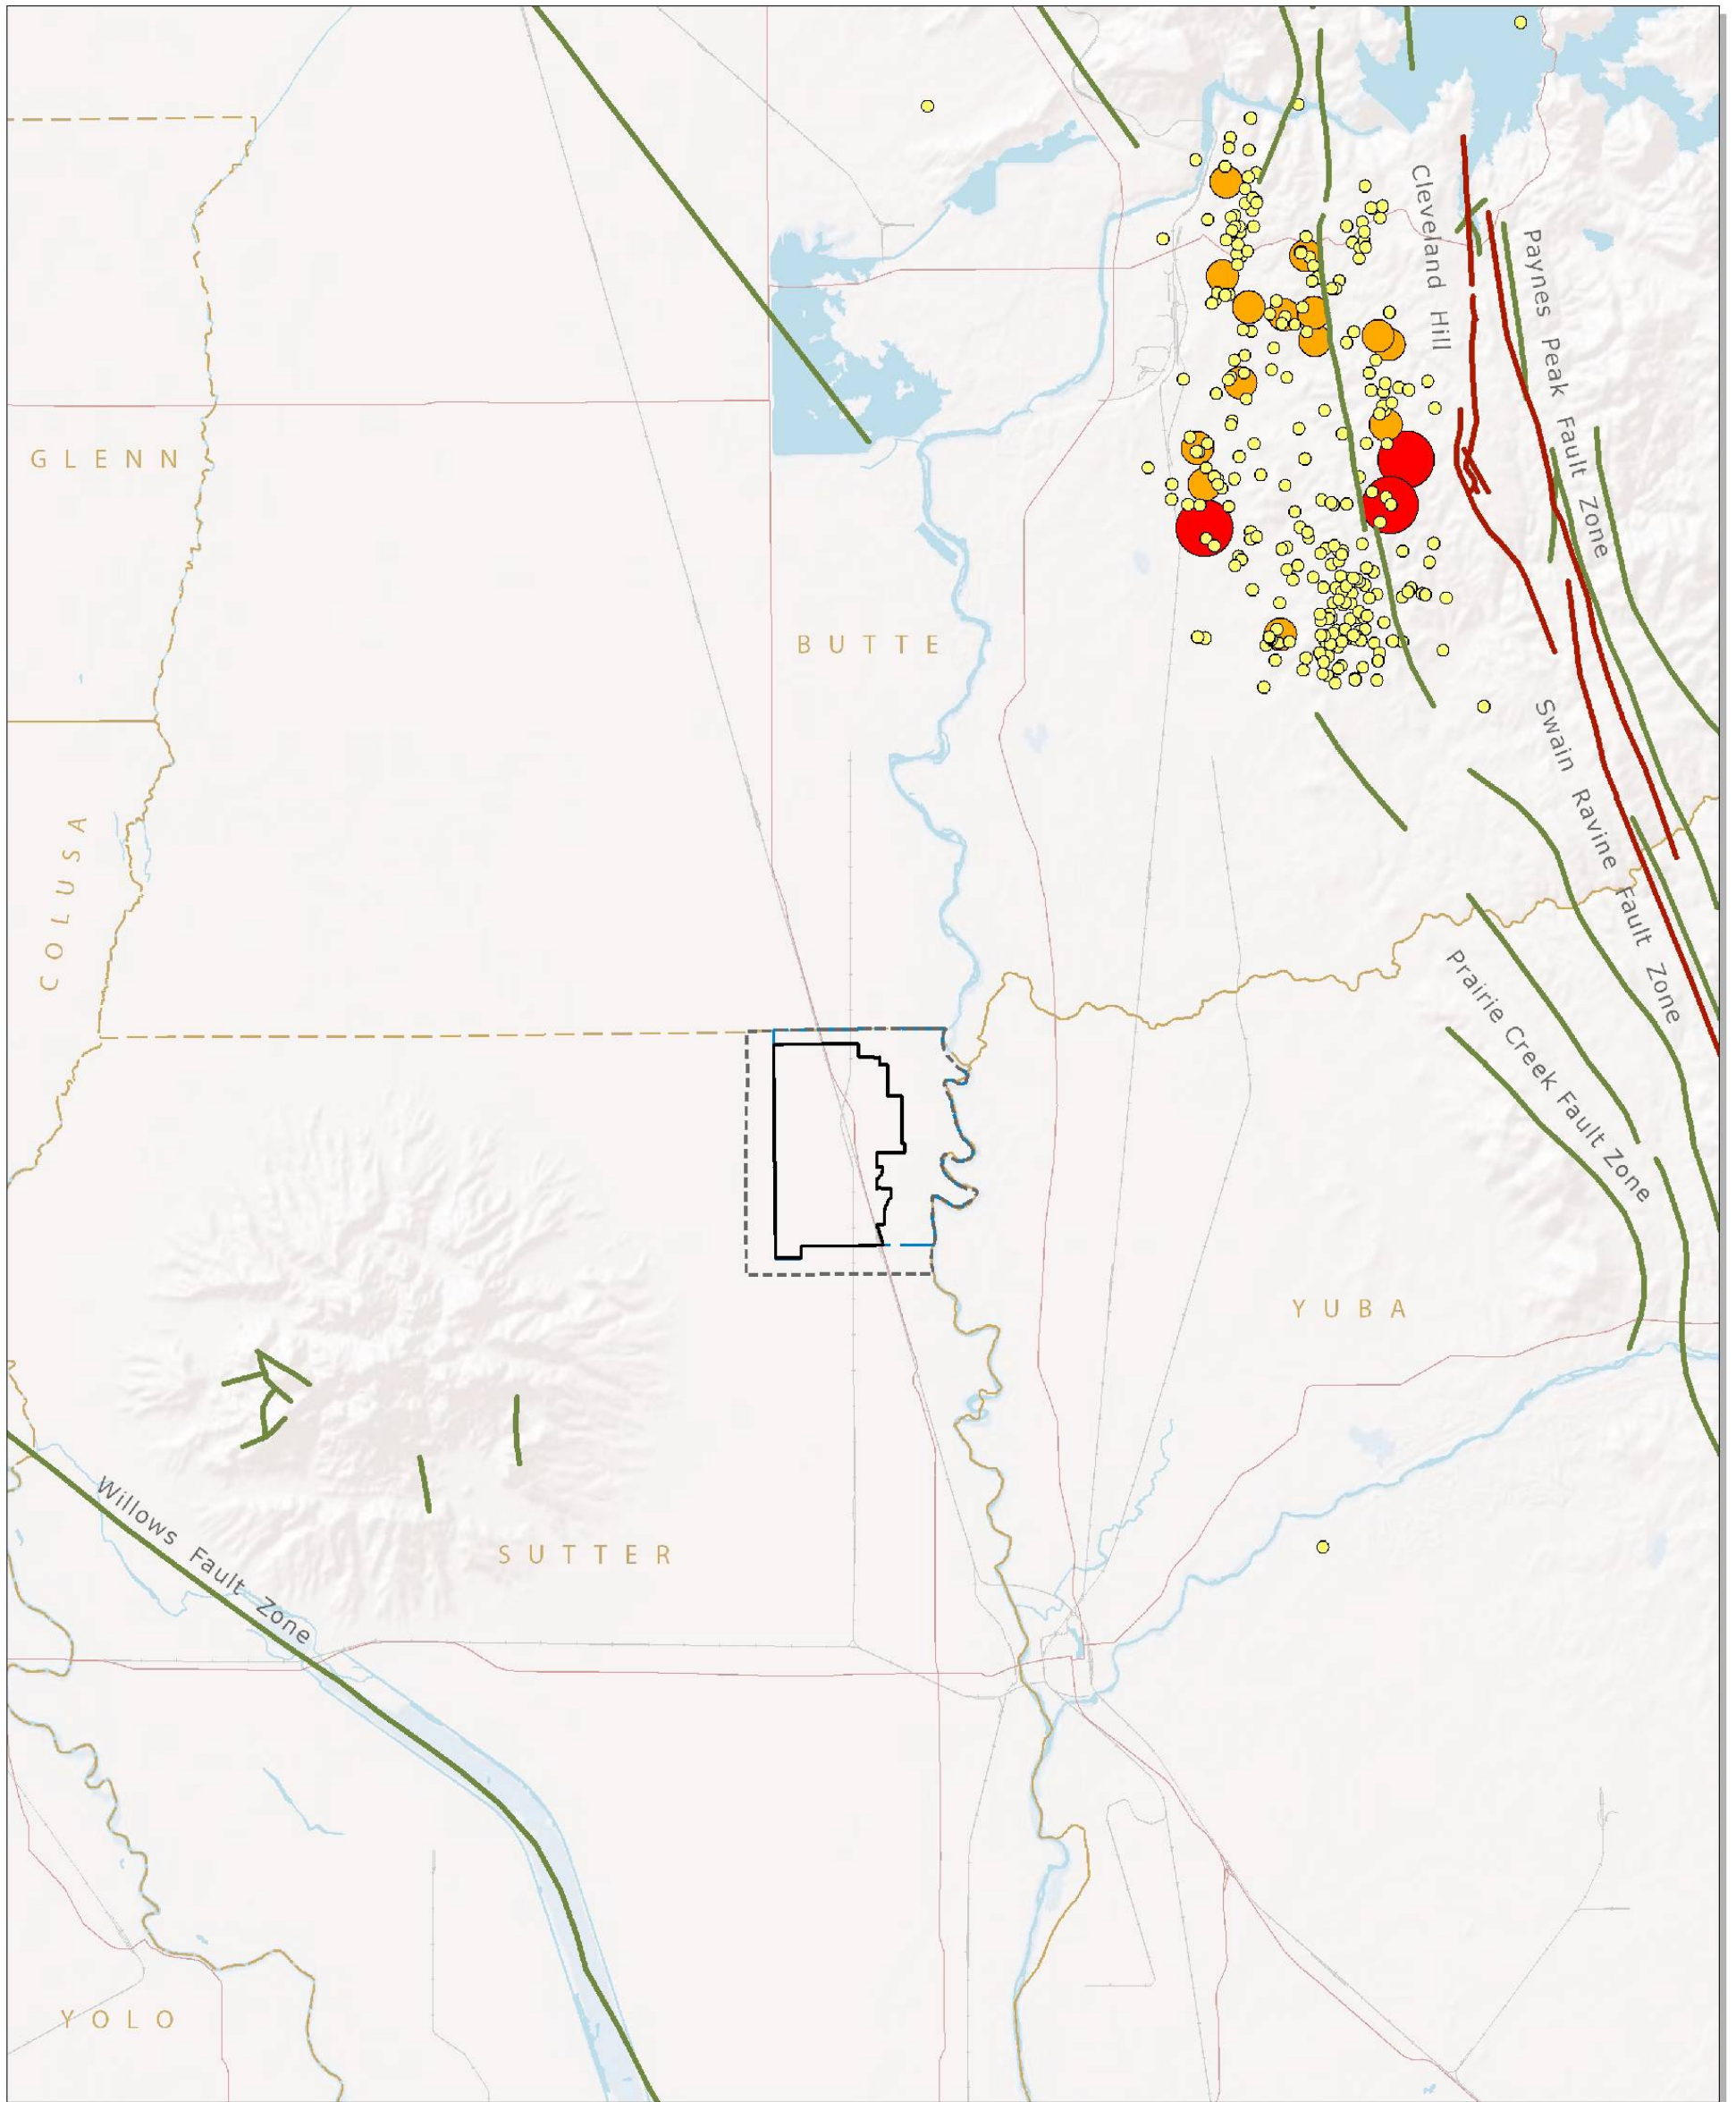 Cleveland Hill
Paynes Peak Fault Zone
GLENN
BUTTE
Swain Ravine Fault Zone
COLUSA
Prairie Creek Fault Zone
YUBA
Willows Fault Zone
SUTTER
YOLO